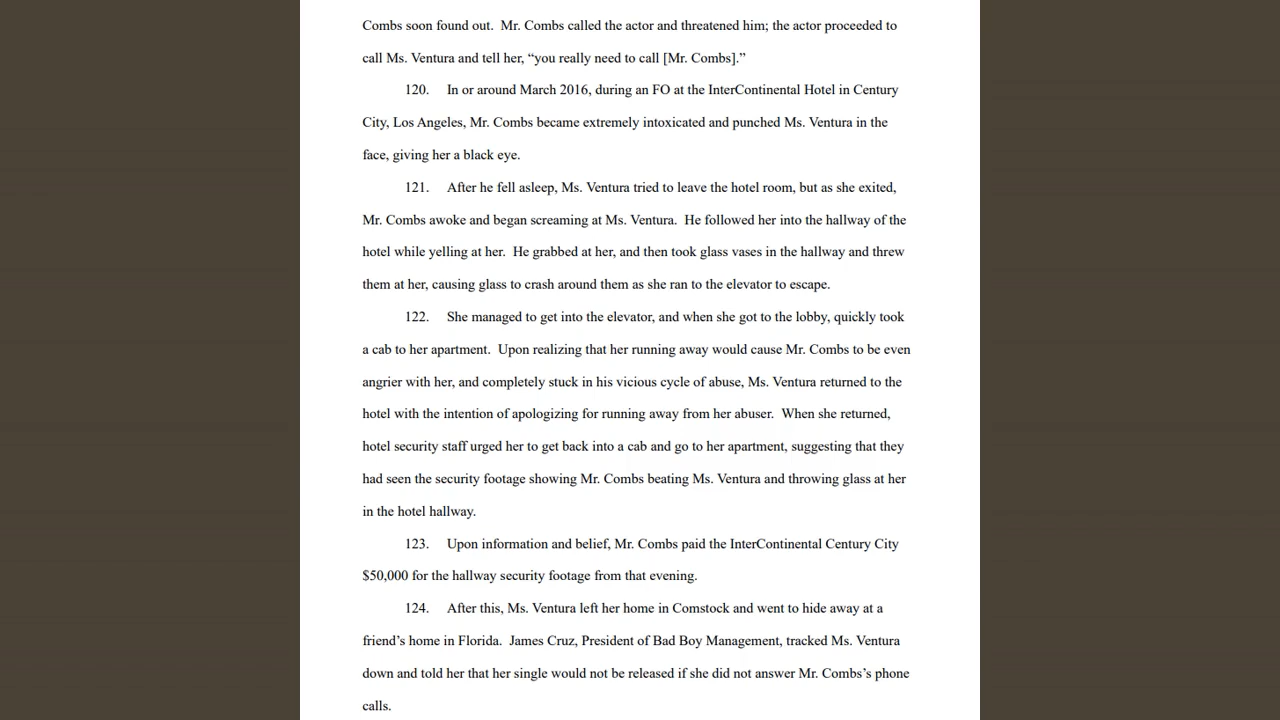 Combs soon found out.  Mr. Combs called the actor and threatened him; the actor proceeded to
call Ms. Ventura and tell her, “you really need to call [Mr. Combs].”
120. In or around March 2016, during an FO at the InterContinental Hotel in Century
City, Los Angeles, Mr. Combs became extremely intoxicated and punched Ms. Ventura in the
face, giving her a black eye.
121. After he fell asleep, Ms. Ventura tried to leave the hotel room, but as she exited,
Mr. Combs awoke and began screaming at Ms. Ventura.  He followed her into the hallway of the
hotel while yelling at her.  He grabbed at her, and then took glass vases in the hallway and threw
them at her, causing glass to crash around them as she ran to the elevator to escape.
122. She managed to get into the elevator, and when she got to the lobby, quickly took
a cab to her apartment.  Upon realizing that her running away would cause Mr. Combs to be even
angrier with her, and completely stuck in his vicious cycle of abuse, Ms. Ventura returned to the
hotel with the intention of apologizing for running away from her abuser.  When she returned,
hotel security staff urged her to get back into a cab and go to her apartment, suggesting that they
had seen the security footage showing Mr. Combs beating Ms. Ventura and throwing glass at her
in the hotel hallway.
123. Upon information and belief, Mr. Combs paid the InterContinental Century City
$50,000 for the hallway security footage from that evening.
124. After this, Ms. Ventura left her home in Comstock and went to hide away at a
friend’s home in Florida.  James Cruz, President of Bad Boy Management, tracked Ms. Ventura
down and told her that her single would not be released if she did not answer Mr. Combs’s phone
calls.